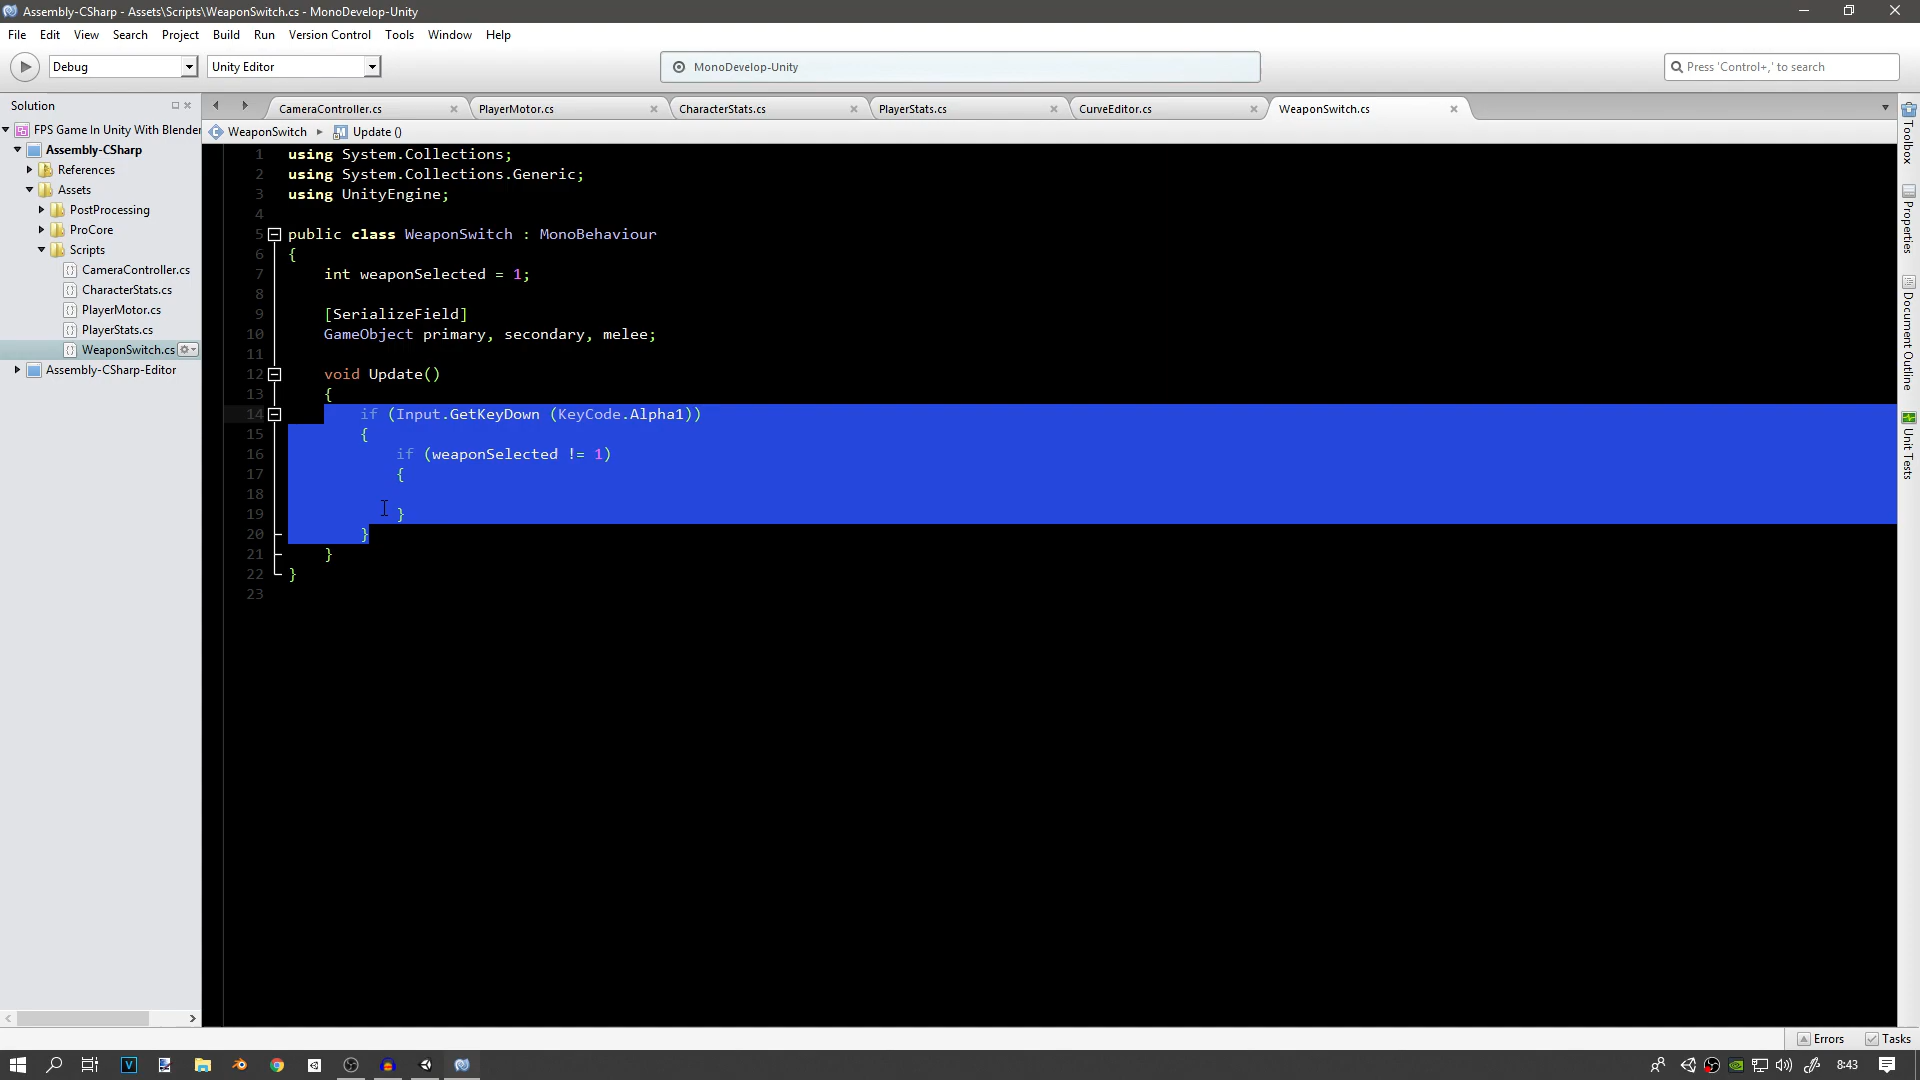 Assembly-CSharp - Assets\Scripts\WeaponSwitch.cs - MonoDevelop-Unity
File Edit View Search Project Build Run Version Control Tools Window Help
Debug Unity Editor MonoDevelop-Unity Press 'Control+,' to search
Solution
CameraController.cs PlayerMotor.cs CharacterStats.cs PlayerStats.cs CurveEditor.cs WeaponSwitch.cs
WeaponSwitch Update ()
FPS Game In Unity With Blender
Assembly-CSharp
References
Assets
PostProcessing
ProCore
Scripts
CameraController.cs
CharacterStats.cs
PlayerMotor.cs
PlayerStats.cs
WeaponSwitch.cs
Assembly-CSharp-Editor
1 using System.Collections;
2 using System.Collections.Generic;
3 using UnityEngine;
4
5 public class WeaponSwitch : MonoBehaviour
6 {
7 int weaponSelected = 1;
8
9 [SerializeField]
10 GameObject primary, secondary, melee;
11
12 void Update()
13 {
14 if (Input.GetKeyDown (KeyCode.Alpha1))
15 {
16 if (weaponSelected != 1)
17 {
18
19 }
20 }
21 }
22 }
23
Toolbox
Properties
Document Outline
Unit Tests
Errors Tasks
8:43